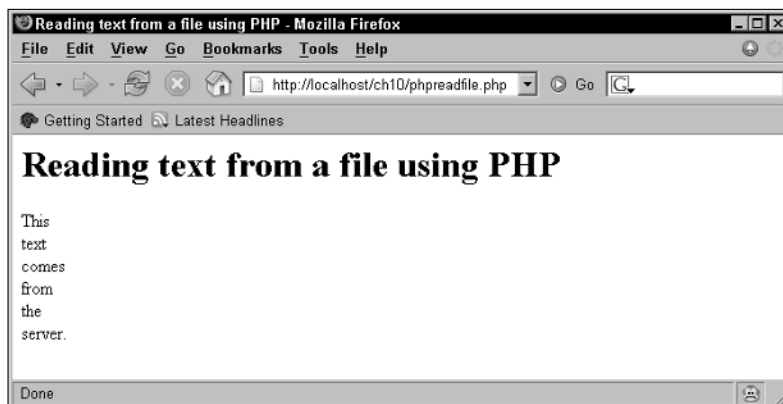 Reading text from a file using PHP - Mozilla Firefox
File Edit View Go Bookmarks Tools Help
http://localhost/ch10/phpreadfile.php Go G
Getting Started Latest Headlines
Reading text from a file using PHP
This
text
comes
from
the
server.
Done